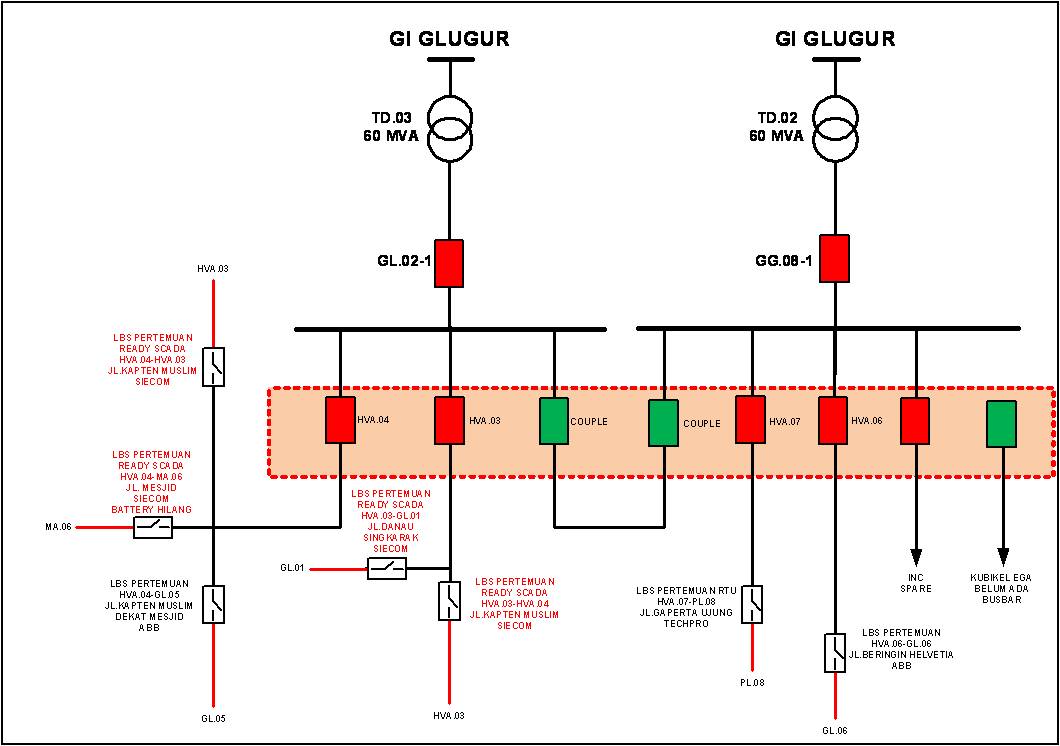 GI GLUGUR
GI GLUGUR
TD.03
60 MVA
TD.02
60 MVA
GL.02-1
GG.08-1
HVA.03
LBS PERTEMUAN
READY SCADA
HVA.04-HVA.03
JL.KAPTEN MUSLIM
SIECOM
HVA.04
HVA.03
COUPLE
COUPLE
HVA.07
HVA.06
LBS PERTEMUAN
READY SCADA
HVA.04-MA.06
JL. MESJID
SIECOM
BATTERY HILANG
MA.06
LBS PERTEMUAN
READY SCADA
HVA.03-GL.01
JL.DANAU
SINGKARAK
SIECOM
GL.01
LBS PERTEMUAN
HVA.04-GL.05
JL.KAPTEN MUSLIM
DEKAT MESJID
ABB
LBS PERTEMUAN
READY SCADA
HVA.03-HVA.04
JL.KAPTEN MUSLIM
SIECOM
LBS PERTEMUAN RTU
HVA.07-PL.08
JL.GAPERTA UJUNG
TECHPRO
INC
SPARE
KUBIKEL EGA
BELUM ADA
BUSBAR
LBS PERTEMUAN
HVA.06-GL.06
JL.BERINGIN HELVETIA
ABB
PL.08
GL.05
HVA.03
GL.06